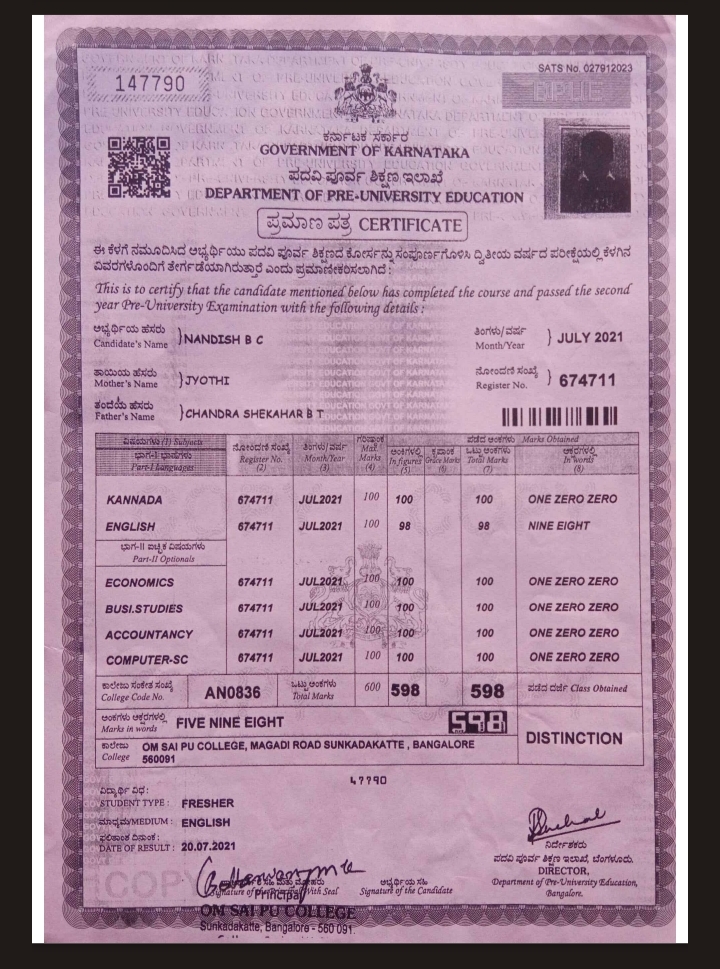 SATS No. 027912023
147790
DPUE
ಕರ್ನಾಟಕ ಸರ್ಕಾರ
GOVERNMENT OF KARNATAKA
ಪದವಿ ಪೂರ್ವ ಶಿಕ್ಷಣ ಇಲಾಖೆ
DEPARTMENT OF PRE-UNIVERSITY EDUCATION
ಪ್ರಮಾಣ ಪತ್ರ CERTIFICATE
ಈ ಕೆಳಗೆ ನಮೂದಿಸಿದ ಅಭ್ಯರ್ಥಿಯು ಪದವಿ ಪೂರ್ವ ಶಿಕ್ಷಣದ ಕೋರ್ಸನ್ನು ಸಂಪೂರ್ಣಗೊಳಿಸಿ ದ್ವಿತೀಯ ವರ್ಷದ ಪರೀಕ್ಷೆಯಲ್ಲಿ ಕೆಳಗಿನ
ವಿವರಗಳೊಂದಿಗೆ ತೇರ್ಗಡೆಯಾಗಿರುತ್ತಾರೆ ಎಂದು ಪ್ರಮಾಣೀಕರಿಸಲಾಗಿದೆ :
This is to certify that the candidate mentioned below has completed the course and passed the second
year Pre-University Examination with the following details :
ಅಭ್ಯರ್ಥಿಯ ಹೆಸರು
Candidate's Name } NANDISH B C
ತಿಂಗಳು/ವರ್ಷ
Month/Year } JULY 2021
ತಾಯಿಯ ಹೆಸರು
Mother's Name } JYOTHI
ನೋಂದಣಿ ಸಂಖ್ಯೆ
Register No. } 674711
ತಂದೆಯ ಹೆಸರು
Father's Name } CHANDRA SHEKAHAR B T
ವಿಷಯಗಳು (1) Subjects
ಭಾಗ-I ಭಾಷೆಗಳು
Part-I Languages
ನೋಂದಣಿ ಸಂಖ್ಯೆ
Register No.
(2)
ತಿಂಗಳು/ವರ್ಷ
Month/Year
(3)
ಗರಿಷ್ಠಾಂಕ
Max. Marks
(4)
ಪಡೆದ ಅಂಕಗಳು Marks Obtained
ಅಂಕಿಗಳಲ್ಲಿ
In figures
(5)
ಕೃಪಾಂಕ
Grace Marks
(6)
ಒಟ್ಟು ಅಂಕಗಳು
Total Marks
(7)
ಅಕ್ಷರಗಳಲ್ಲಿ
In words
(8)
KANNADA 674711 JUL2021 100 100 100 ONE ZERO ZERO
ENGLISH 674711 JUL2021 100 98 98 NINE EIGHT
ಭಾಗ-II ಐಚ್ಛಿಕ ವಿಷಯಗಳು
Part-II Optionals
ECONOMICS 674711 JUL2021 100 100 100 ONE ZERO ZERO
BUSI.STUDIES 674711 JUL2021 100 100 100 ONE ZERO ZERO
ACCOUNTANCY 674711 JUL2021 100 100 100 ONE ZERO ZERO
COMPUTER-SC 674711 JUL2021 100 100 100 ONE ZERO ZERO
ಕಾಲೇಜು ಸಂಕೇತ ಸಂಖ್ಯೆ
College Code No. AN0836
ಒಟ್ಟು ಅಂಕಗಳು
Total Marks 600 598 598
ಪಡೆದ ದರ್ಜೆ Class Obtained
ಅಂಕಗಳು ಅಕ್ಷರಗಳಲ್ಲಿ
Marks in words FIVE NINE EIGHT
598
DISTINCTION
ಕಾಲೇಜು
College OM SAI PU COLLEGE, MAGADI ROAD SUNKADAKATTE , BANGALORE
560091
47790
ವಿದ್ಯಾರ್ಥಿ ವಿಧ :
STUDENT TYPE : FRESHER
ಮಾಧ್ಯಮ/MEDIUM : ENGLISH
ಫಲಿತಾಂಶ ದಿನಾಂಕ :
DATE OF RESULT : 20.07.2021
ನಿರ್ದೇಶಕರು
ಪದವಿ ಪೂರ್ವ ಶಿಕ್ಷಣ ಇಲಾಖೆ, ಬೆಂಗಳೂರು.
DIRECTOR,
Department of Pre-University Education,
Bangalore.
ಅಭ್ಯರ್ಥಿಯ ಸಹಿ
Signature of the Candidate
Signature of the Principal With Seal
COPY
Principal
OM SAI PU COLLEGE
Sunkadakatte, Bangalore - 560 091.